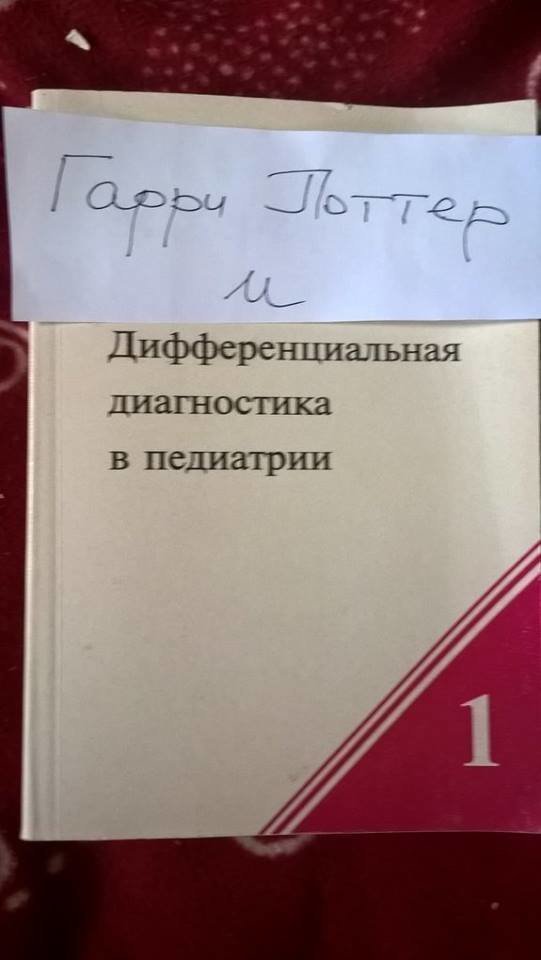 Гарри Поттер
и
Дифференциальная
диагностика
в педиатрии
1